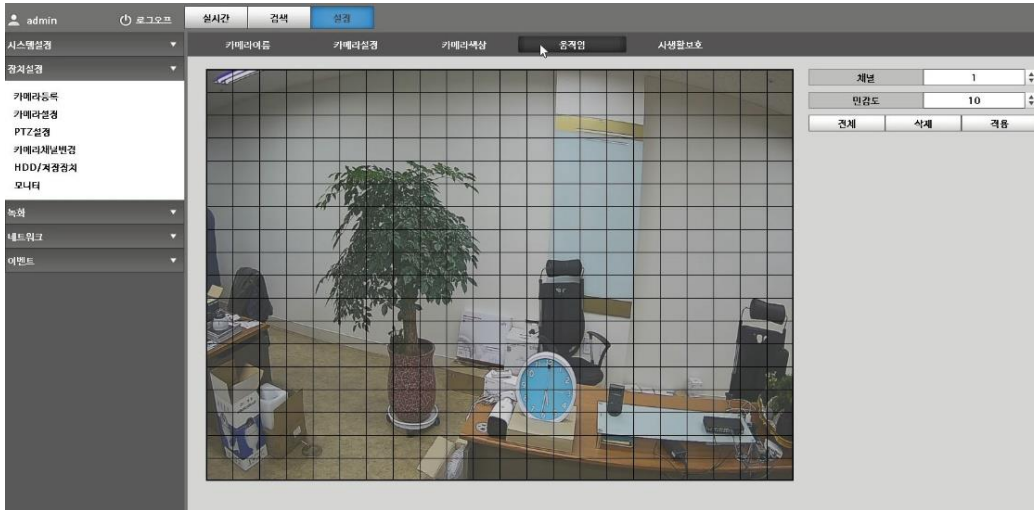 admin 로그오프
실시간 검색 설정
시스템설정
카메라이름 카메라설정 카메라색상 움직임 사생활보호
장치설정
카메라등록
카메라설정
PTZ설정
카메라채널변경
HDD/저장장치
모니터
녹화
네트워크
이벤트
채널 1
민감도 10
전체 삭제 적용